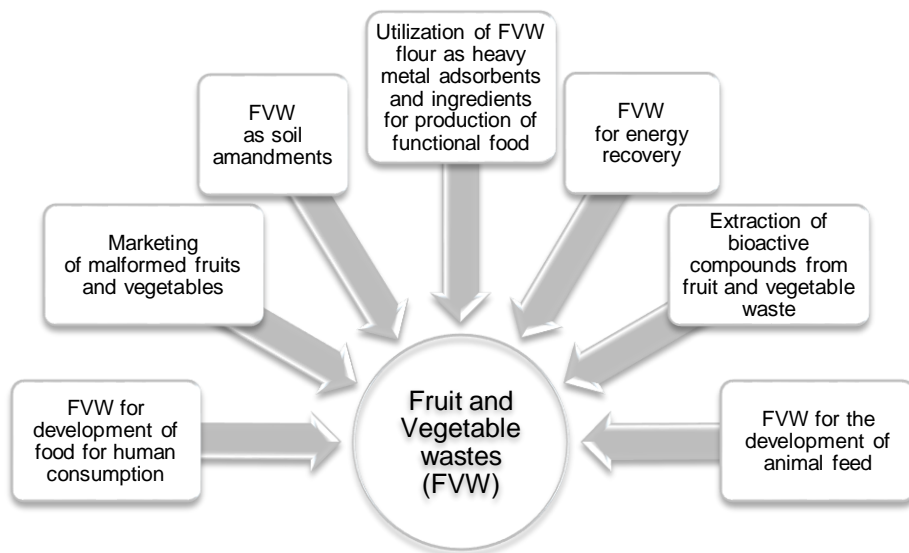 Utilization of FVW
flour as heavy
metal adsorbents
and ingredients
for production of
functional food
FVW
as soil
amandments
FVW
for energy
recovery
Marketing
of malformed fruits
and vegetables
Extraction of
bioactive
compounds from
fruit and vegetable
waste
FVW for
development of
food for human
consumption
Fruit and
Vegetable
wastes
(FVW)
FVW for the
development of
animal feed